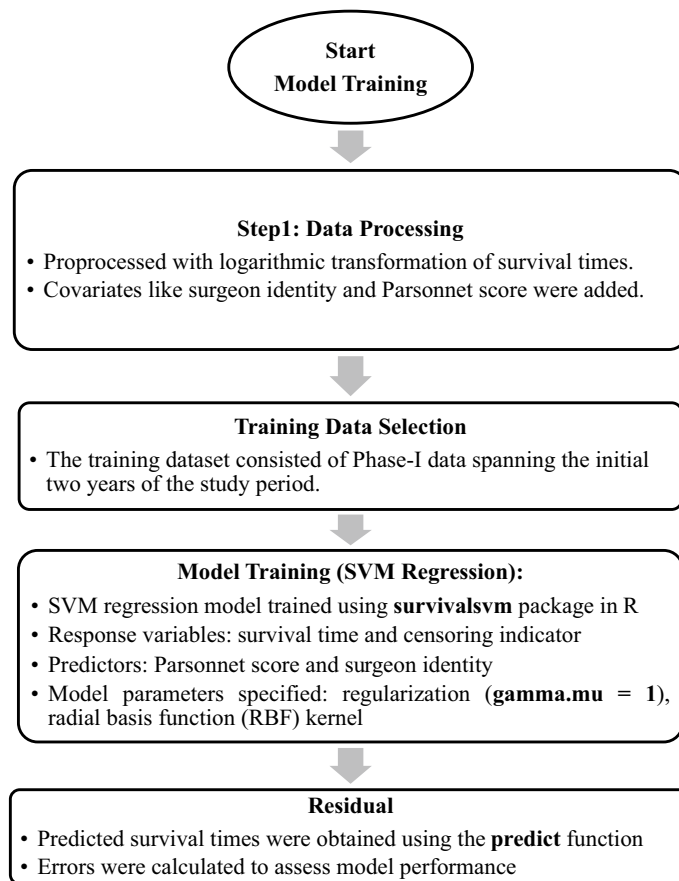 Start
Model Training
Step1: Data Processing
• Proprocessed with logarithmic transformation of survival times.
• Covariates like surgeon identity and Parsonnet score were added.
Training Data Selection
• The training dataset consisted of Phase-I data spanning the initial
two years of the study period.
Model Training (SVM Regression):
• SVM regression model trained using survivalsvm package in R
• Response variables: survival time and censoring indicator
• Predictors: Parsonnet score and surgeon identity
• Model parameters specified: regularization (gamma.mu = 1),
radial basis function (RBF) kernel
Residual
• Predicted survival times were obtained using the predict function
• Errors were calculated to assess model performance